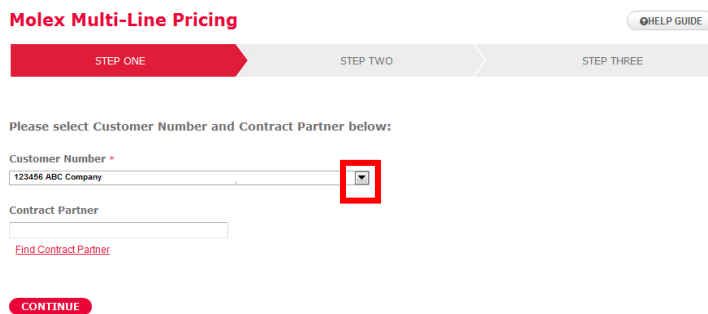 Molex Multi-Line Pricing
HELP GUIDE
STEP ONE
STEP TWO
STEP THREE
Please select Customer Number and Contract Partner below:
Customer Number *
123456 ABC Company
Contract Partner
Find Contract Partner
CONTINUE